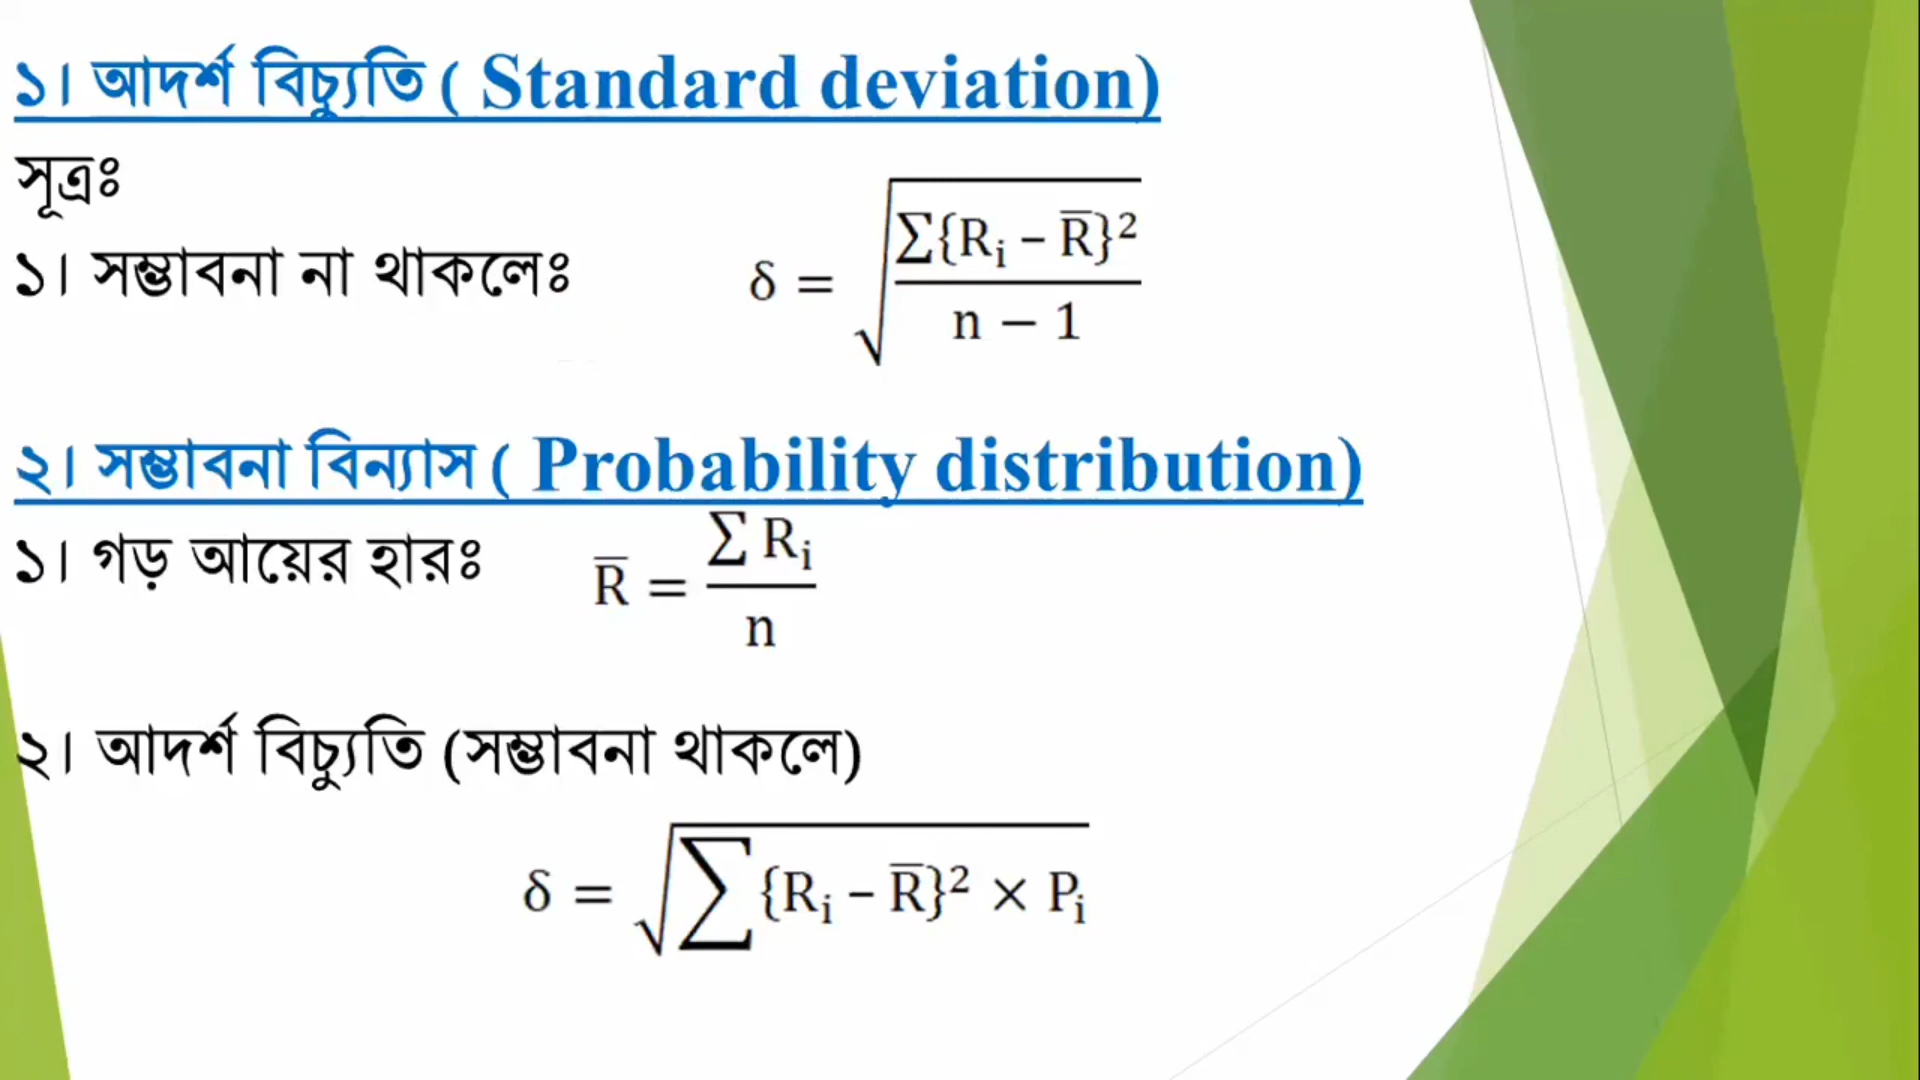 ১। আদর্শ বিচ্যুতি ( Standard deviation)
সূত্রঃ
১। সম্ভাবনা না থাকলেঃ δ = √(∑{Rᵢ – R̅}² / (n – 1))
২। সম্ভাবনা বিন্যাস ( Probability distribution)
১। গড় আয়ের হারঃ R̅ = ∑ Rᵢ / n
২। আদর্শ বিচ্যুতি (সম্ভাবনা থাকলে)
δ = √(∑ {Rᵢ – R̅}² × Pᵢ)